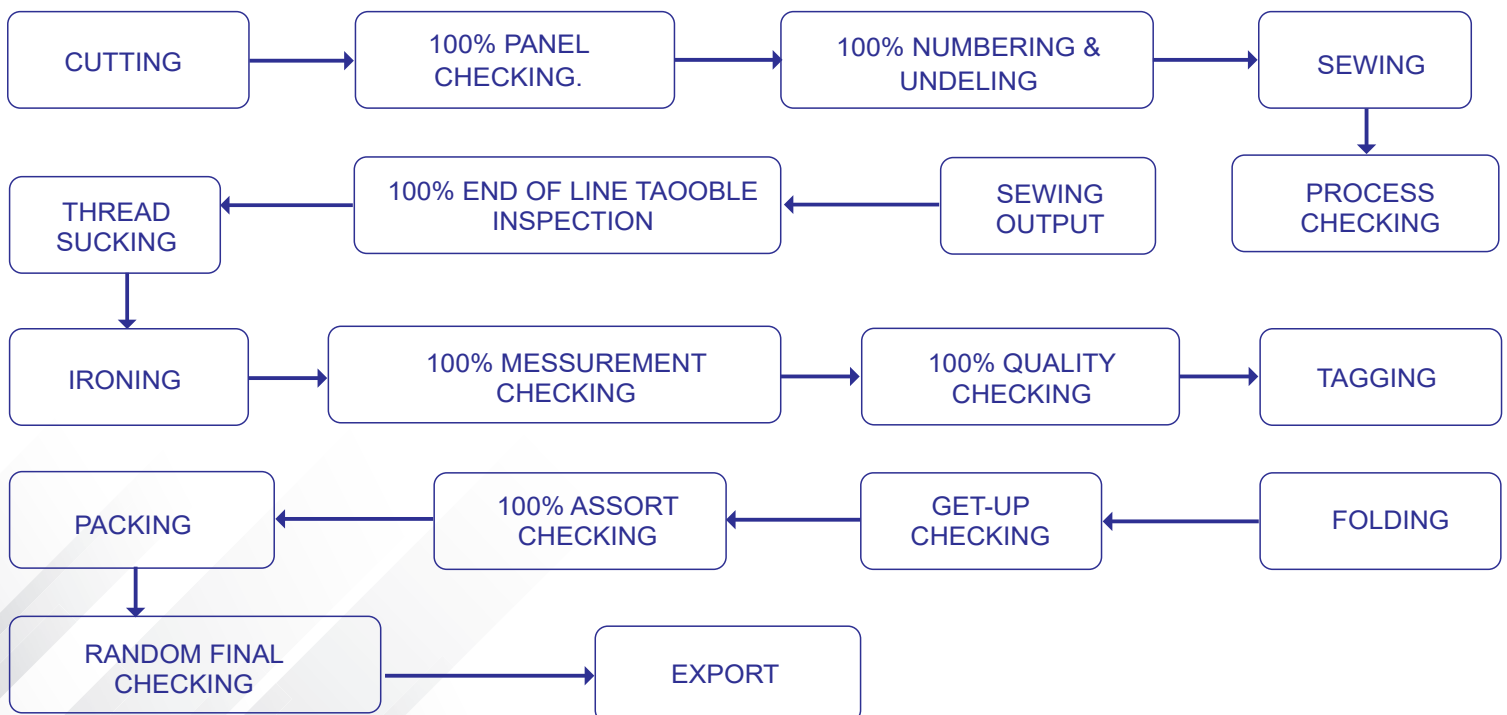 CUTTING
100% PANEL
CHECKING.
100% NUMBERING &
UNDELING
SEWING
PROCESS
CHECKING
SEWING
OUTPUT
100% END OF LINE TAOOBLE
INSPECTION
THREAD
SUCKING
IRONING
100% MESSUREMENT
CHECKING
100% QUALITY
CHECKING
TAGGING
FOLDING
GET-UP
CHECKING
100% ASSORT
CHECKING
PACKING
RANDOM FINAL
CHECKING
EXPORT